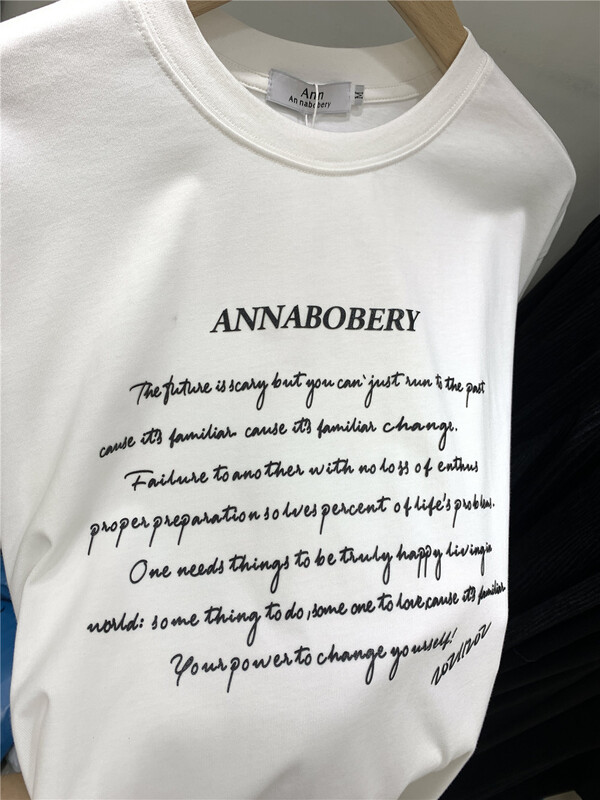 Ann
Annabobery
M
ANNABOBERY
The future is scary but you can' just run to the past
cause it's familiar. cause it's familiar change.
Failure to another with no loss of enthus
proper preparation solves percent of life's problems.
One needs things to be truly happy living in
world: some thing to do, some one to love, cause it's familiar
Your power to change yourself!